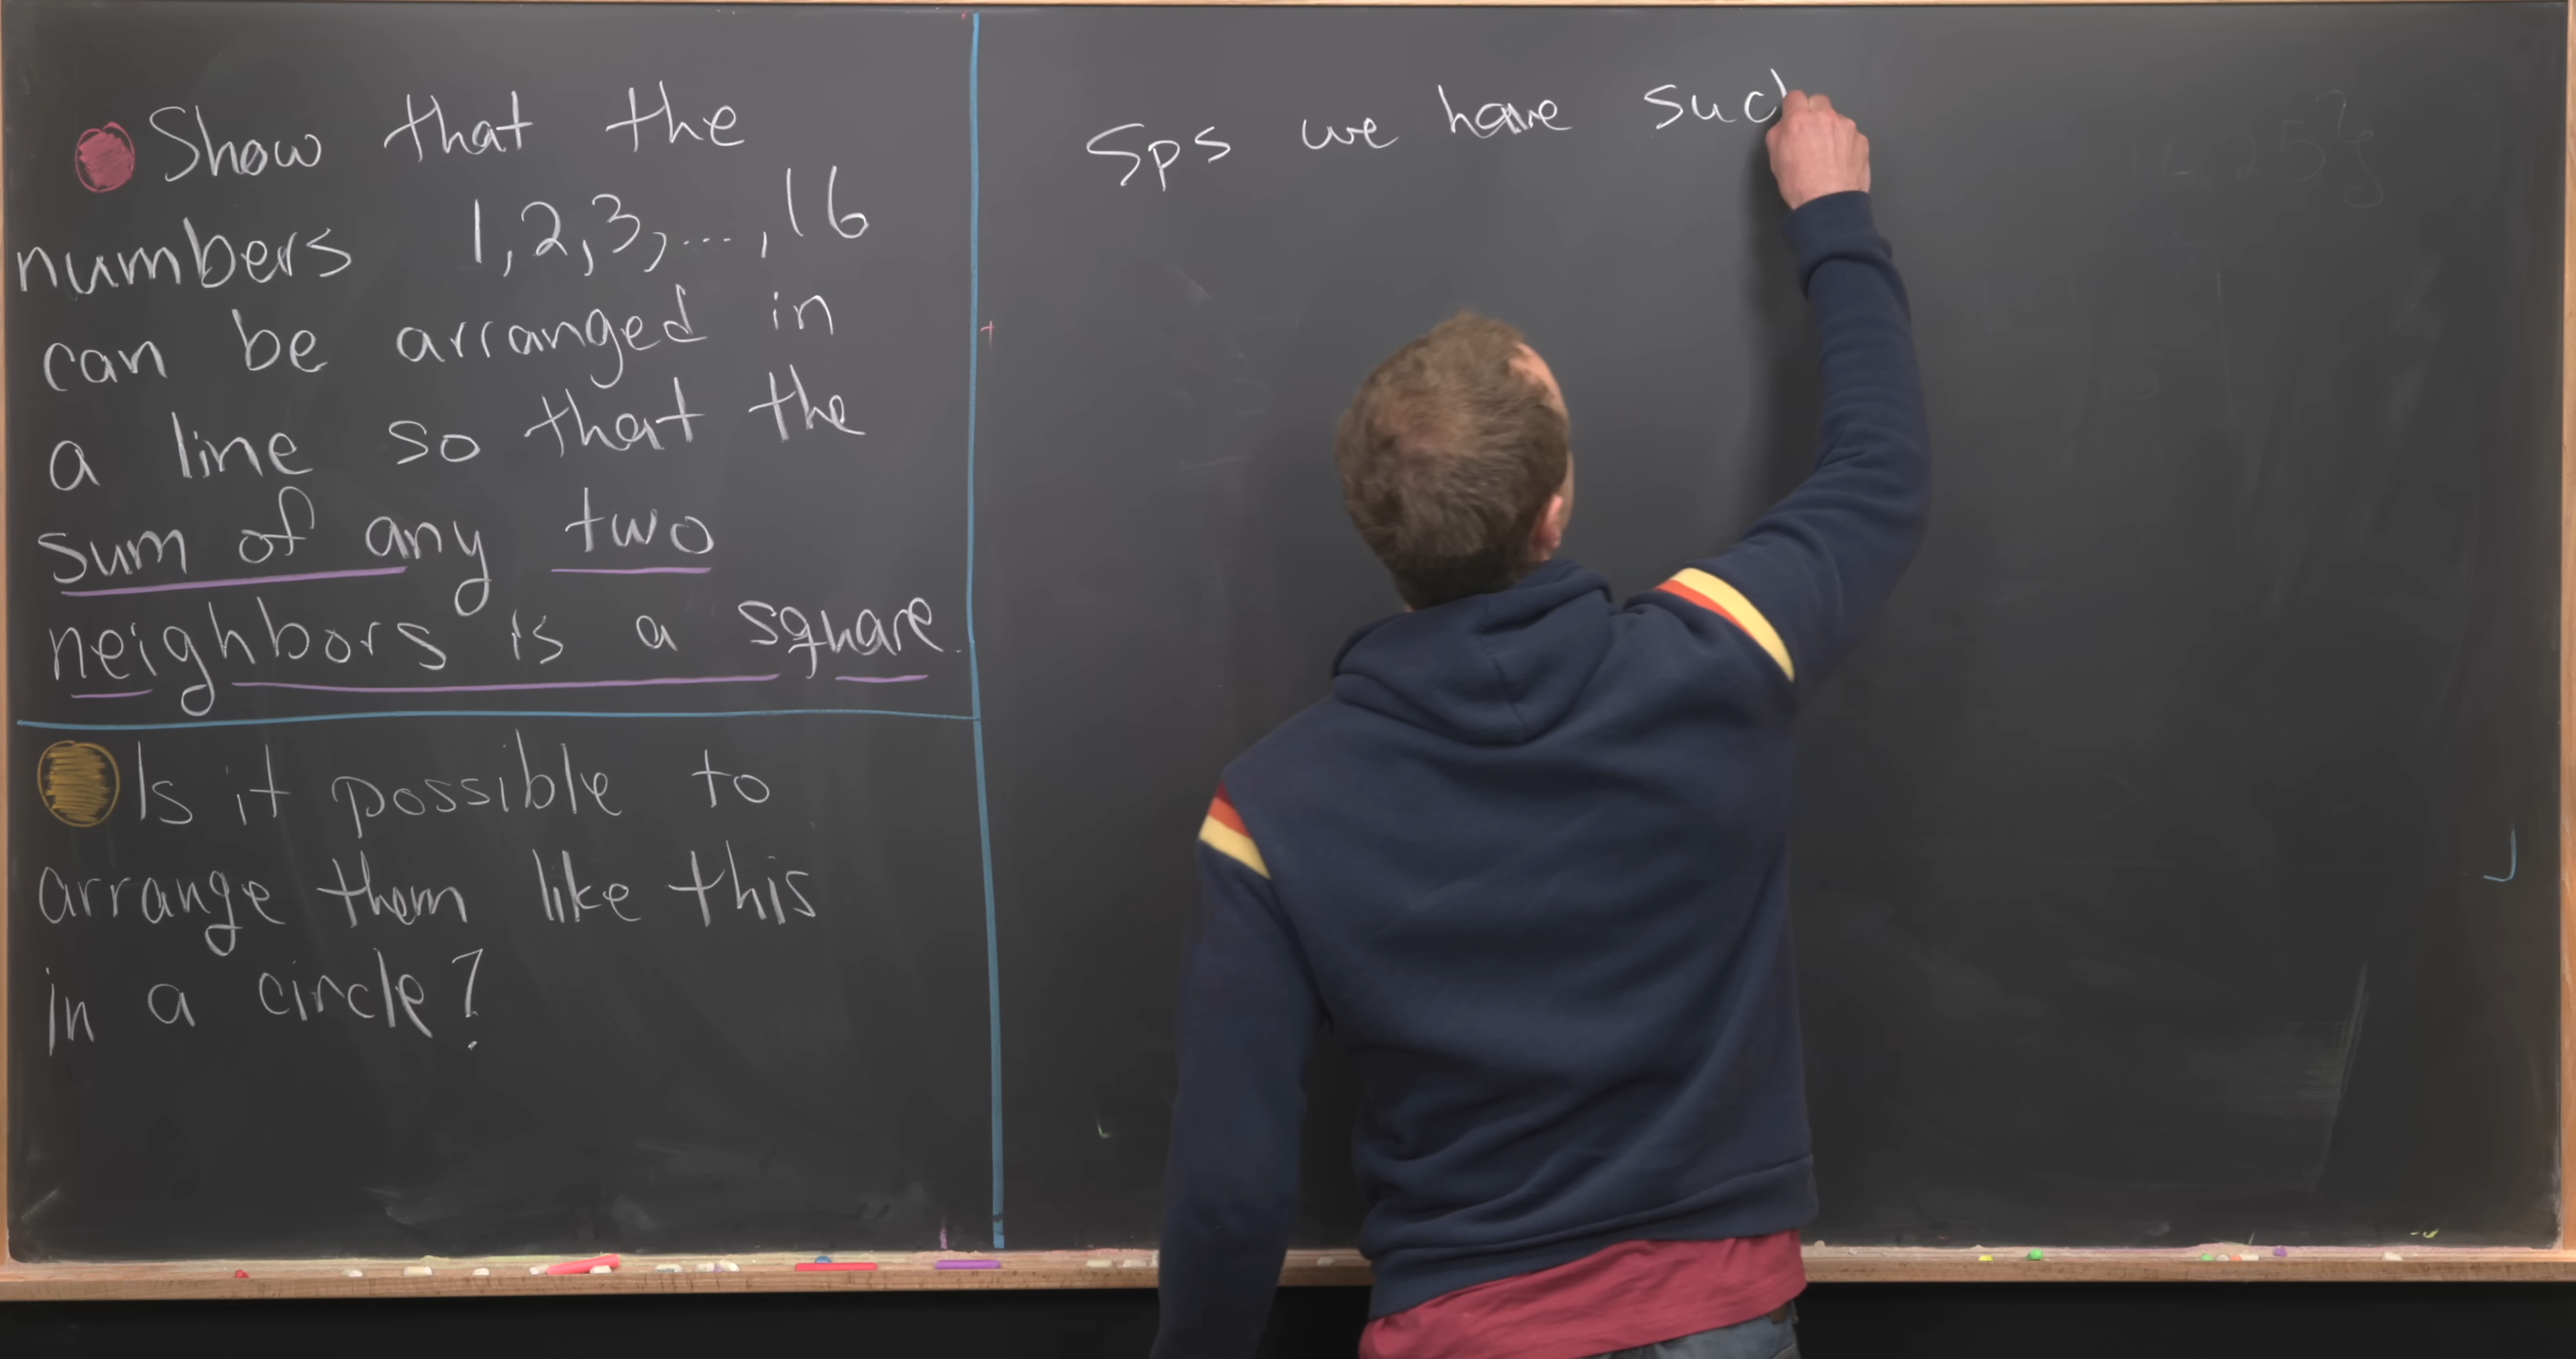 Show that the
numbers 1,2,3,...,16
can be arranged in
a line so that the
sum of any two
neighbors is a square.
Is it possible to
arrange them like this
in a circle?
Sps we have such